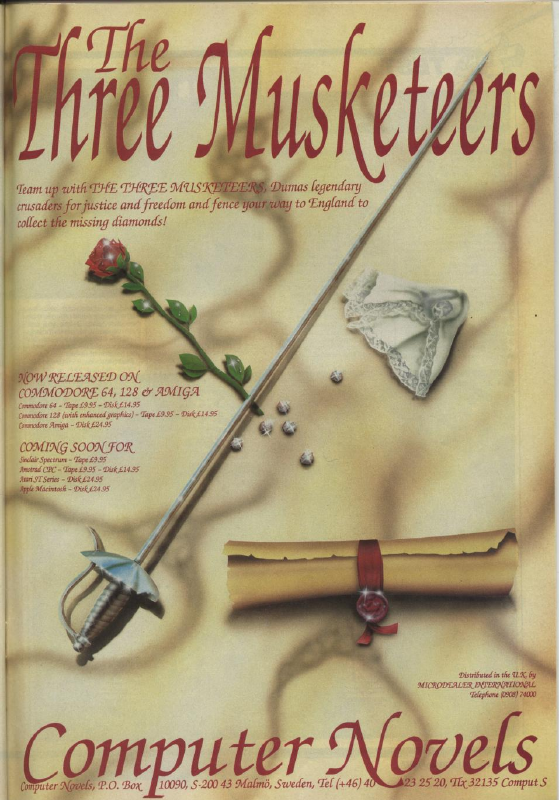 The
Three Musketeers
Team up with THE THREE MUSKETEERS, Dumas legendary
crusaders for justice and freedom and fence your way to England to
collect the missing diamonds!
NOW RELEASED ON
COMMODORE 64, 128 & AMIGA
Commodore 64 – Tape £9.95 – Disk £14.95
Commodore 128 (with enhanced graphics) – Tape £9.95 – Disk £14.95
Commodore Amiga – Disk £24.95
COMING SOON FOR
Sinclair Spectrum – Tape £9.95
Amstrad CPC – Tape £9.95 – Disk £14.95
Atari ST Series – Disk £24.95
Apple Macintosh – Disk £24.95
Distributed in the U.K. by
MICRODEALER INTERNATIONAL
Telephone (0908) 74000
Computer Novels
Computer Novels, P.O. Box 10090, S-200 43 Malmö, Sweden, Tel (+46) 40 23 25 20, Tlx 32135 Comput S